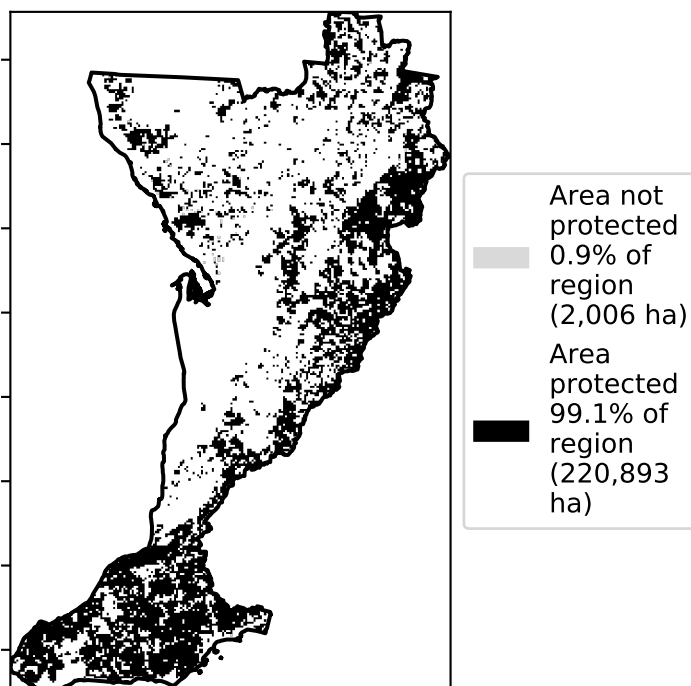 Area not
protected
0.9% of
region
(2,006 ha)
Area
protected
99.1% of
region
(220,893
ha)